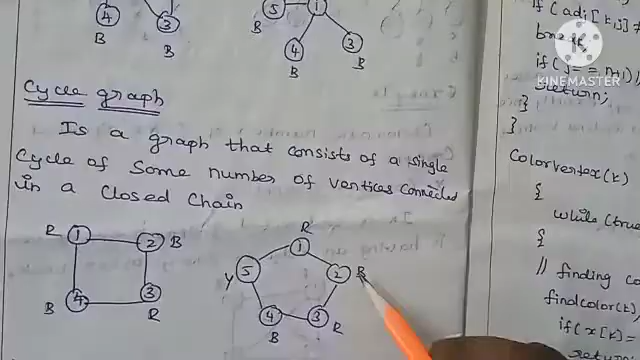 5 1
4 3
B B
4 3
B B
Cycle graph
Is a graph that consists of a single
Cycle of Some number of vertices connected
in a Closed Chain
R 1 2 B
B 4 3 R
R
1
Y 5 2 B
4 3 R
B
if (adj[k,j] ≠
break;
if (j == n+1)
return;
}
}
Colorvertex(k)
{
while (true
{
// finding co
findcolor(k)
if (x[k] =
return
K
KINEMASTER